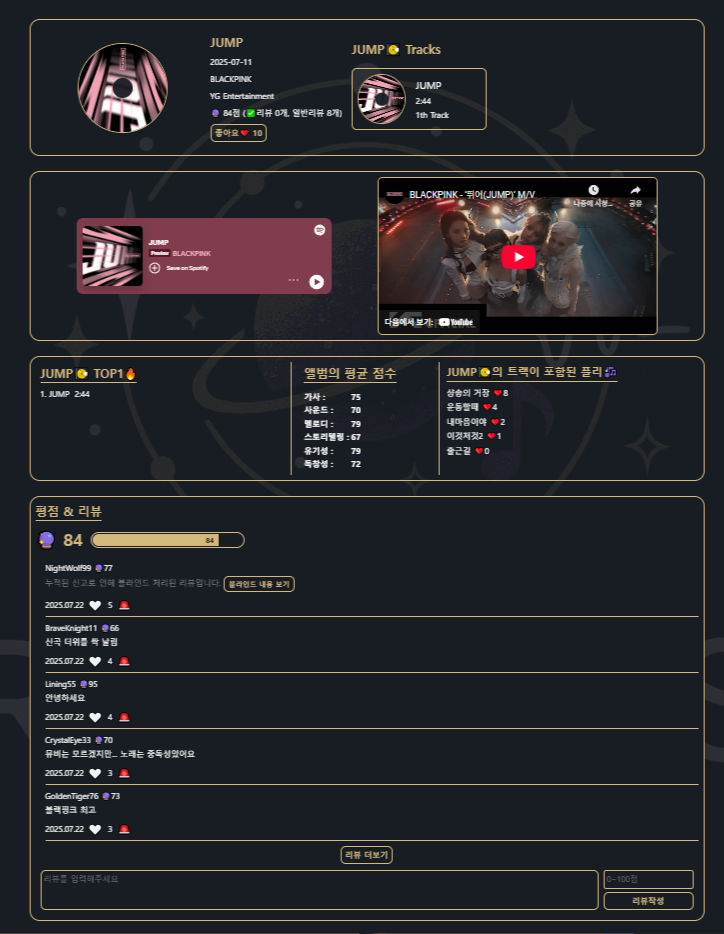 JUMP
2025-07-11
BLACKPINK
YG Entertainment
🔮 84점 (✅리뷰 0개, 일반리뷰 8개)
좋아요❤️ 10
JUMP📀 Tracks
JUMP
2:44
1th Track
JUMP
Preview BLACKPINK
Save on Spotify
BLACKPINK - '뛰어(JUMP)' M/V
나중에 시청...
공유
다음에서 보기: YouTube
JUMP📀 TOP1🔥
1. JUMP 2:44
앨범의 평균 점수
가사 : 75
사운드 : 70
멜로디 : 79
스토리텔링 : 67
유기성 : 79
독창성 : 72
JUMP📀의 트랙이 포함된 플리🎶
상승의 거장 ❤️8
운동할때 ❤️4
내마음이야 ❤️2
이것저것2 ❤️1
출근길 ❤️0
평점 & 리뷰
🔮 84
84
NightWolf99 🔮77
누적된 신고로 인해 블라인드 처리된 리뷰입니다. 블라인드 내용 보기
2025.07.22 🤍 5 🚨
BraveKnight11 🔮66
신곡 더위를 싹 날림
2025.07.22 🤍 4 🚨
Lining55 🔮95
안녕하세요
2025.07.22 🤍 4 🚨
CrystalEye33 🔮70
뮤비는 모르겠지만... 노래는 중독성있어요
2025.07.22 🤍 3 🚨
GoldenTiger76 🔮73
블랙핑크 최고
2025.07.22 🤍 3 🚨
리뷰 더보기
리뷰를 입력해주세요
0~100점
리뷰작성